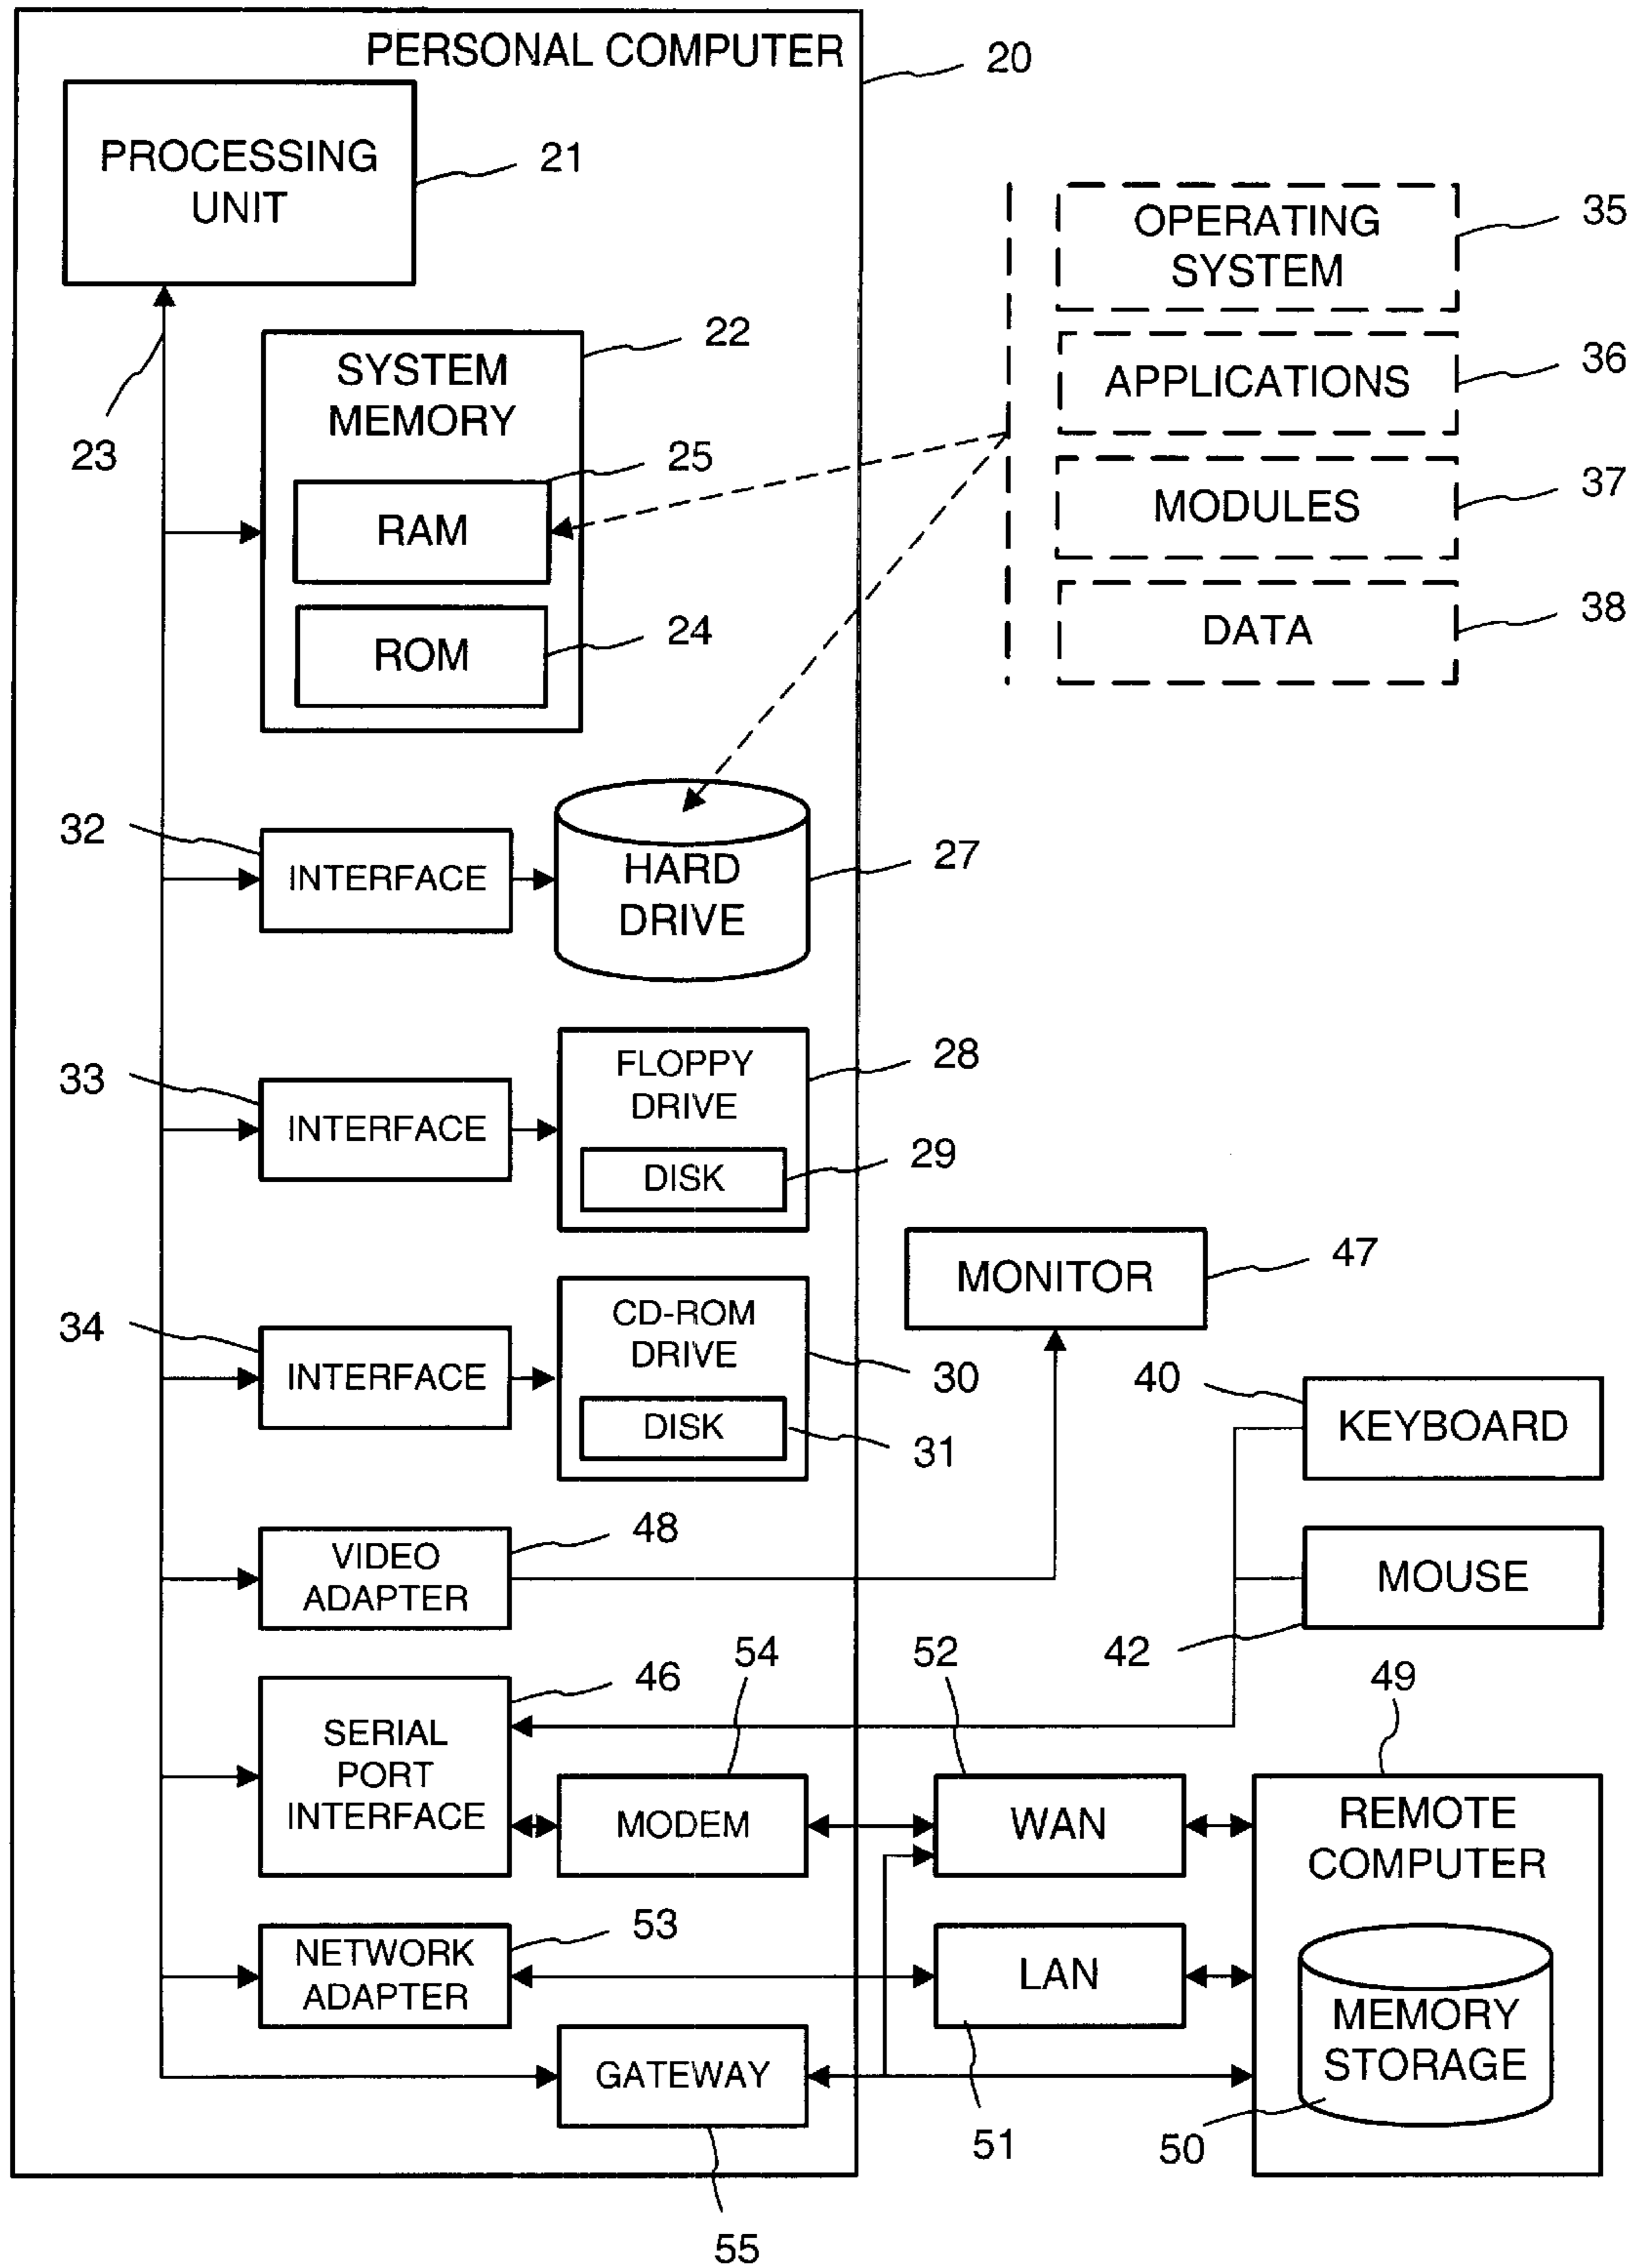 PERSONAL COMPUTER
20
PROCESSING
UNIT
21
35
OPERATING
SYSTEM
22
36
SYSTEM
MEMORY
APPLICATIONS
23
25
37
RAM
MODULES
24
38
ROM
DATA
32
27
INTERFACE
HARD
DRIVE
33
28
INTERFACE
FLOPPY
DRIVE
29
DISK
47
MONITOR
34
INTERFACE
CD-ROM
DRIVE
30
40
KEYBOARD
DISK
31
48
VIDEO
ADAPTER
MOUSE
42
46
54
52
49
SERIAL
PORT
INTERFACE
MODEM
WAN
REMOTE
COMPUTER
53
NETWORK
ADAPTER
LAN
MEMORY
STORAGE
GATEWAY
51
50
55